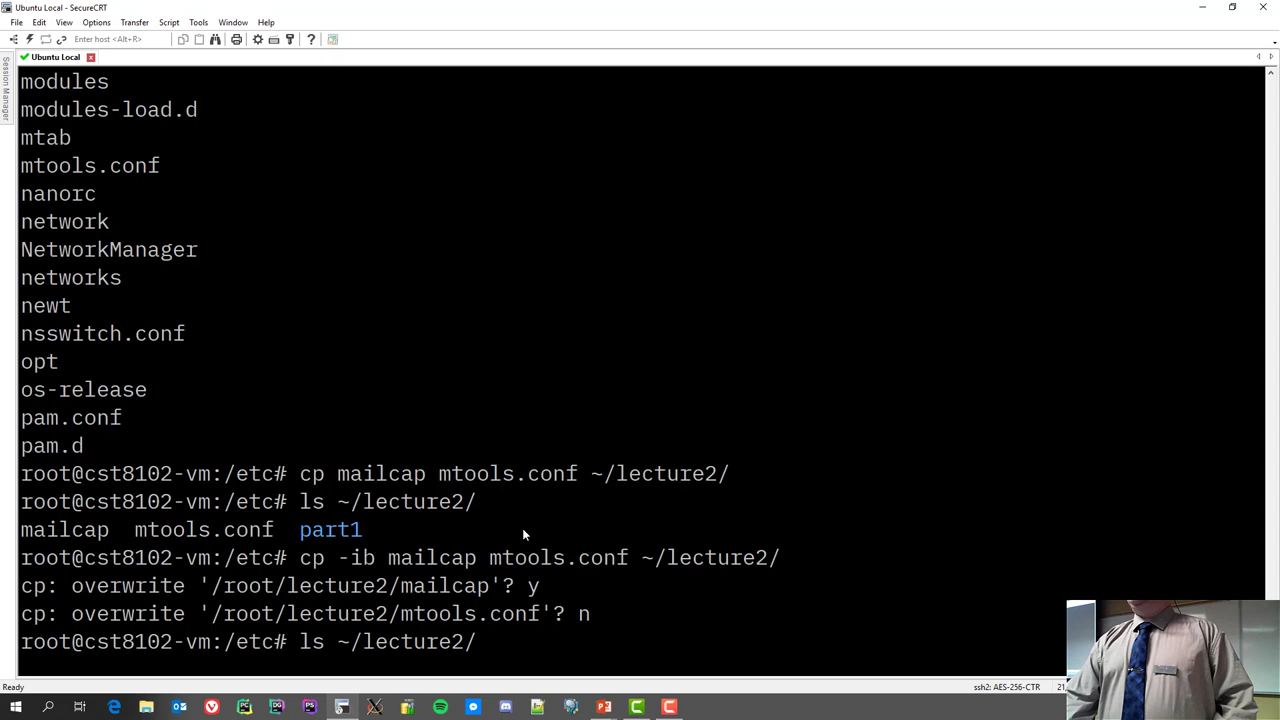 Ubuntu Local - SecureCRT
File Edit View Options Transfer Script Tools Window Help
Enter host <Alt+R>
Ubuntu Local
Session Manager
modules
modules-load.d
mtab
mtools.conf
nanorc
network
NetworkManager
networks
newt
nsswitch.conf
opt
os-release
pam.conf
pam.d
root@cst8102-vm:/etc# cp mailcap mtools.conf ~/lecture2/
root@cst8102-vm:/etc# ls ~/lecture2/
mailcap mtools.conf part1
root@cst8102-vm:/etc# cp -ib mailcap mtools.conf ~/lecture2/
cp: overwrite '/root/lecture2/mailcap'? y
cp: overwrite '/root/lecture2/mtools.conf'? n
root@cst8102-vm:/etc# ls ~/lecture2/
Ready
ssh2: AES-256-CTR
21,